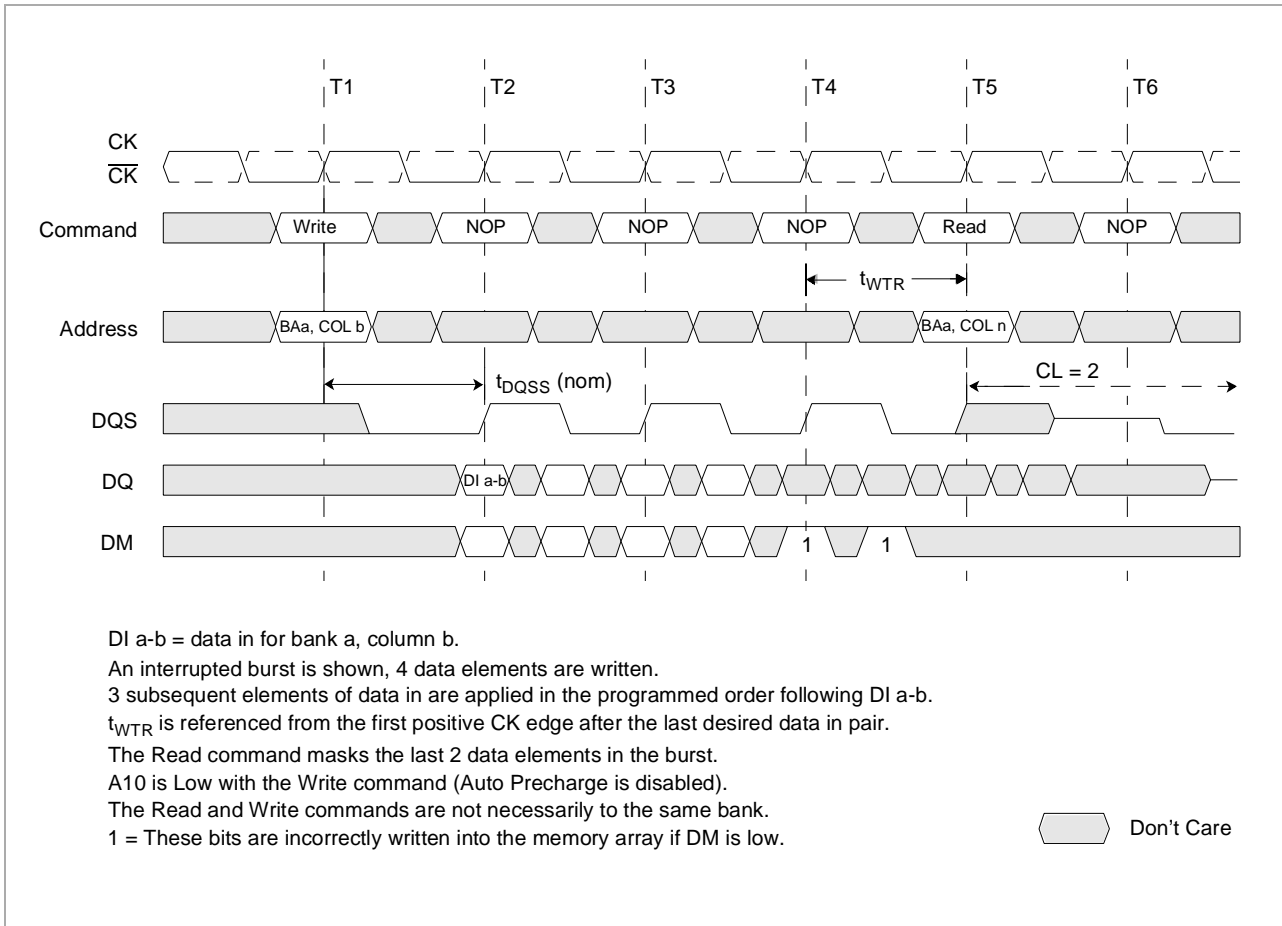 T1 T2 T3 T4 T5 T6
CK
CK
Command Write NOP NOP NOP Read NOP
tWTR
Address BAa, COL b BAa, COL n
tDQSS (nom) CL = 2
DQS
DQ DI a-b
DM 1 1
DI a-b = data in for bank a, column b.
An interrupted burst is shown, 4 data elements are written.
3 subsequent elements of data in are applied in the programmed order following DI a-b.
tWTR is referenced from the first positive CK edge after the last desired data in pair.
The Read command masks the last 2 data elements in the burst.
A10 is Low with the Write command (Auto Precharge is disabled).
The Read and Write commands are not necessarily to the same bank.
1 = These bits are incorrectly written into the memory array if DM is low.
Don't Care